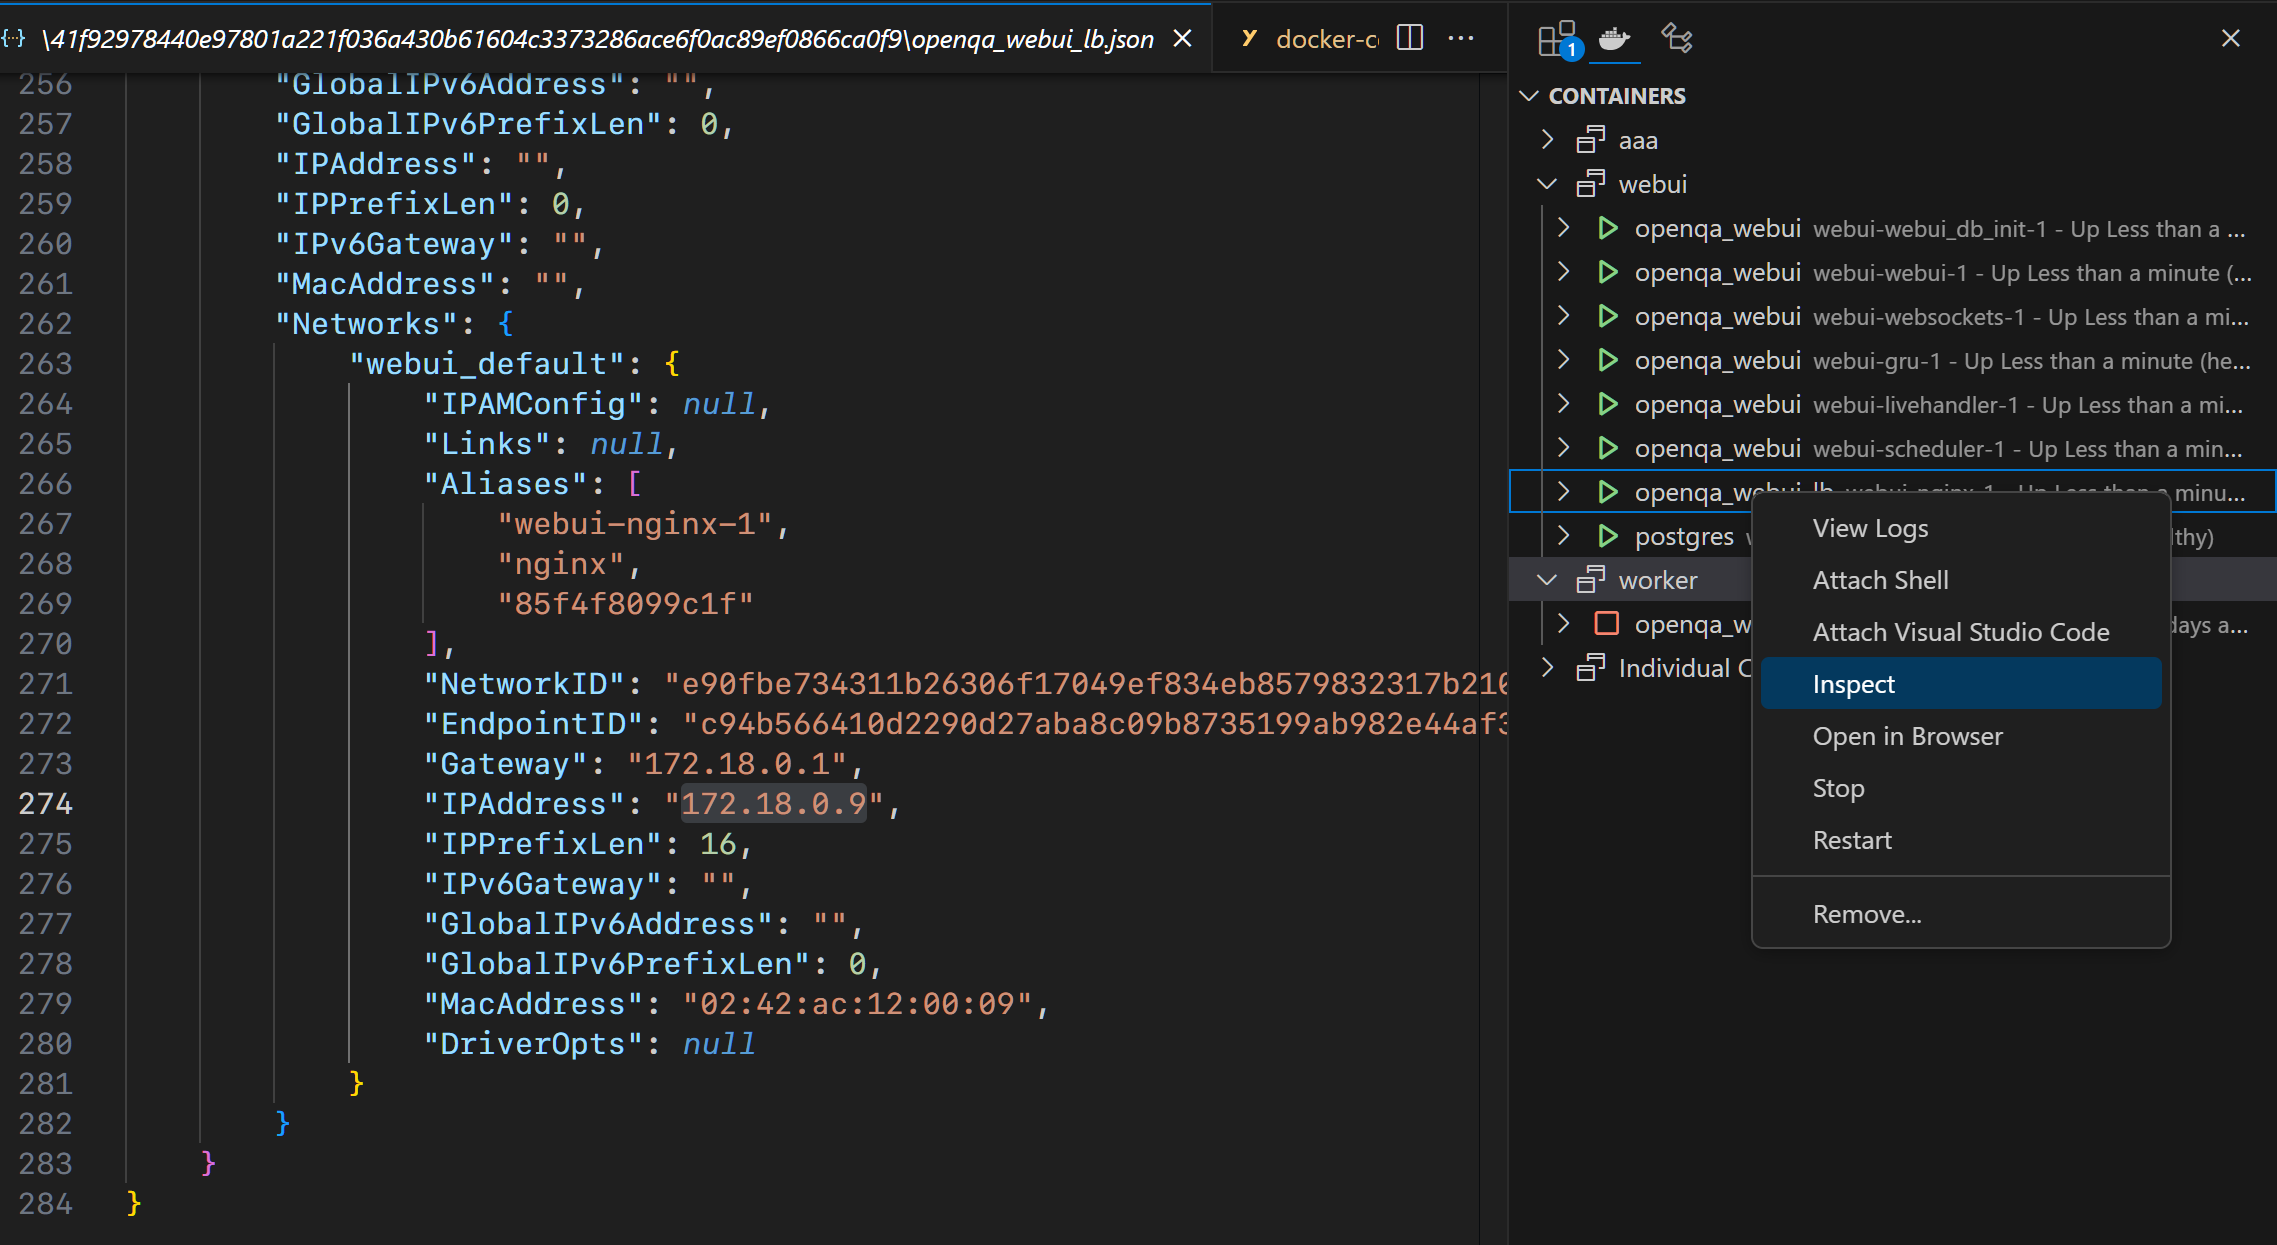 \41f92978440e97801a221f036a430b61604c3373286ace6f0ac89ef0866ca0f9\openqa_webui_lb.json
docker-c
256 "GlobalIPv6Address": "",
257 "GlobalIPv6PrefixLen": 0,
258 "IPAddress": "",
259 "IPPrefixLen": 0,
260 "IPv6Gateway": "",
261 "MacAddress": "",
262 "Networks": {
263 "webui_default": {
264 "IPAMConfig": null,
265 "Links": null,
266 "Aliases": [
267 "webui-nginx-1",
268 "nginx",
269 "85f4f8099c1f"
270 ],
271 "NetworkID": "e90fbe734311b26306f17049ef834eb8579832317b210
272 "EndpointID": "c94b566410d2290d27aba8c09b8735199ab982e44af3
273 "Gateway": "172.18.0.1",
274 "IPAddress": "172.18.0.9",
275 "IPPrefixLen": 16,
276 "IPv6Gateway": "",
277 "GlobalIPv6Address": "",
278 "GlobalIPv6PrefixLen": 0,
279 "MacAddress": "02:42:ac:12:00:09",
280 "DriverOpts": null
281 }
282 }
283 }
284 }
1
CONTAINERS
aaa
webui
openqa_webui webui-webui_db_init-1 - Up Less than a ...
openqa_webui webui-webui-1 - Up Less than a minute (...
openqa_webui webui-websockets-1 - Up Less than a mi...
openqa_webui webui-gru-1 - Up Less than a minute (he...
openqa_webui webui-livehandler-1 - Up Less than a mi...
openqa_webui webui-scheduler-1 - Up Less than a min...
openqa_webui_lb webui-nginx-1 - Up Less than a minu...
postgres lthy)
worker
openqa_w days a...
Individual C
View Logs
Attach Shell
Attach Visual Studio Code
Inspect
Open in Browser
Stop
Restart
Remove...